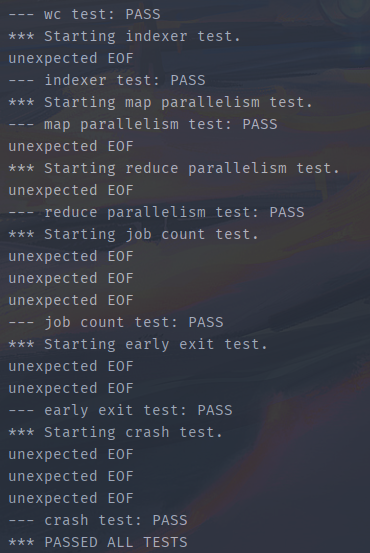 --- wc test: PASS
*** Starting indexer test.
unexpected EOF
--- indexer test: PASS
*** Starting map parallelism test.
--- map parallelism test: PASS
unexpected EOF
*** Starting reduce parallelism test.
unexpected EOF
--- reduce parallelism test: PASS
*** Starting job count test.
unexpected EOF
unexpected EOF
unexpected EOF
--- job count test: PASS
*** Starting early exit test.
unexpected EOF
unexpected EOF
--- early exit test: PASS
*** Starting crash test.
unexpected EOF
unexpected EOF
unexpected EOF
--- crash test: PASS
*** PASSED ALL TESTS